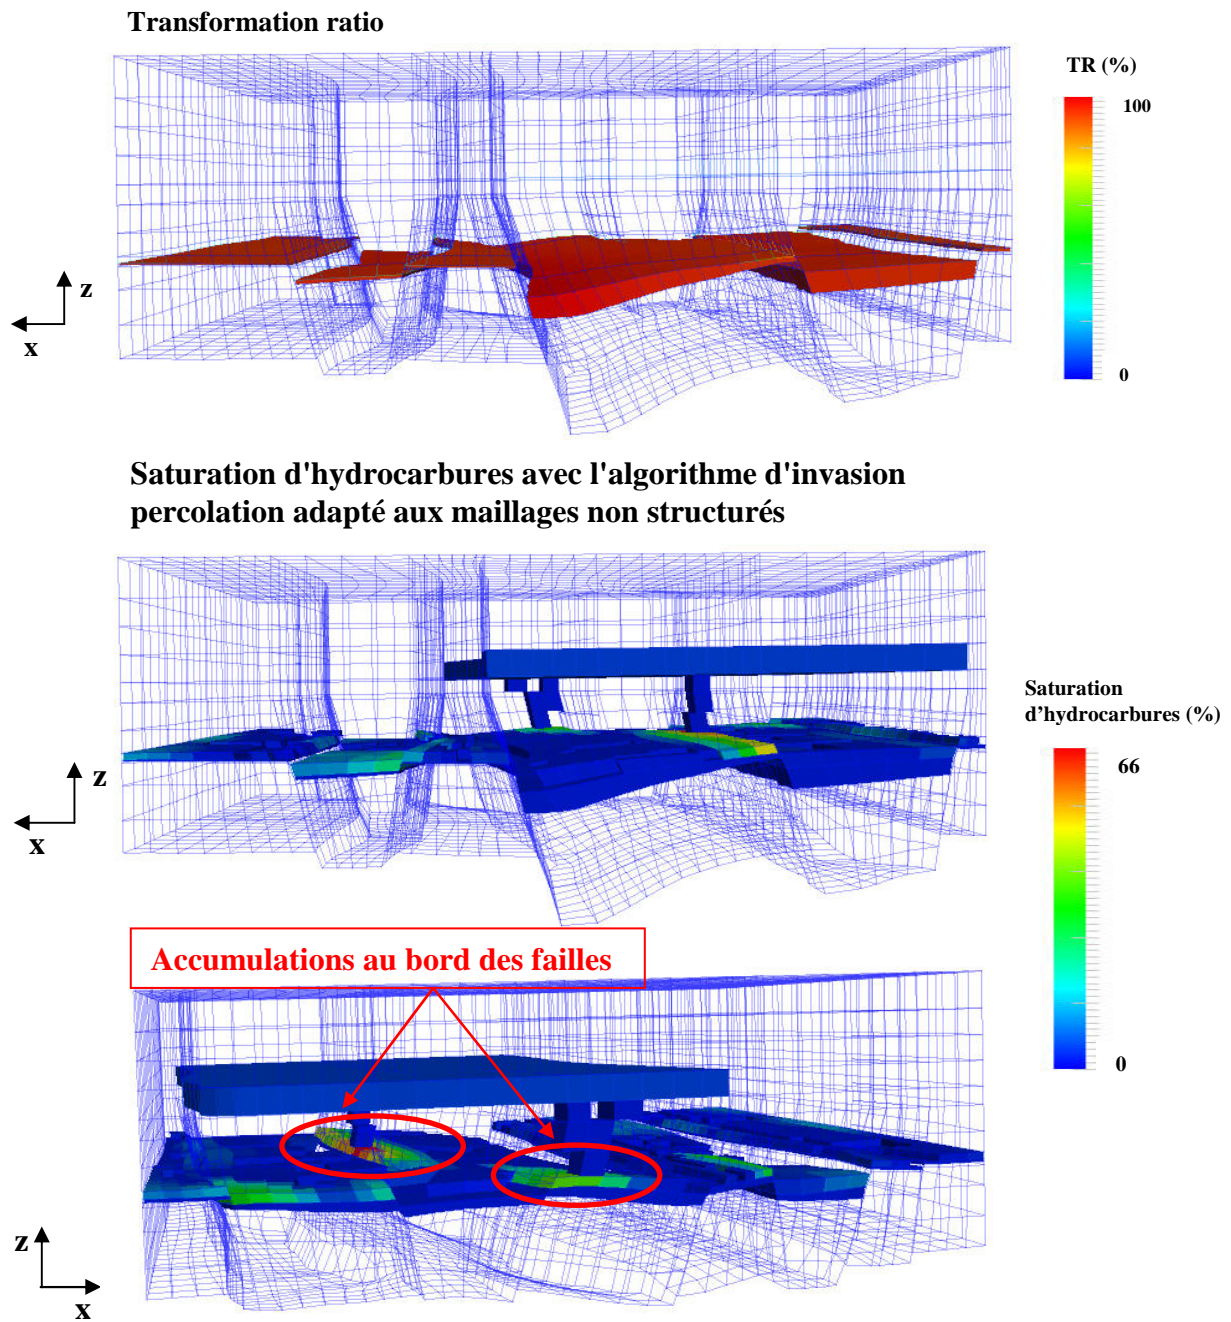 Transformation ratio
TR (%)
100
0
z
x
Saturation d'hydrocarbures avec l'algorithme d'invasion
percolation adapté aux maillages non structurés
Saturation
d’hydrocarbures (%)
66
0
z
x
Accumulations au bord des failles
z
x